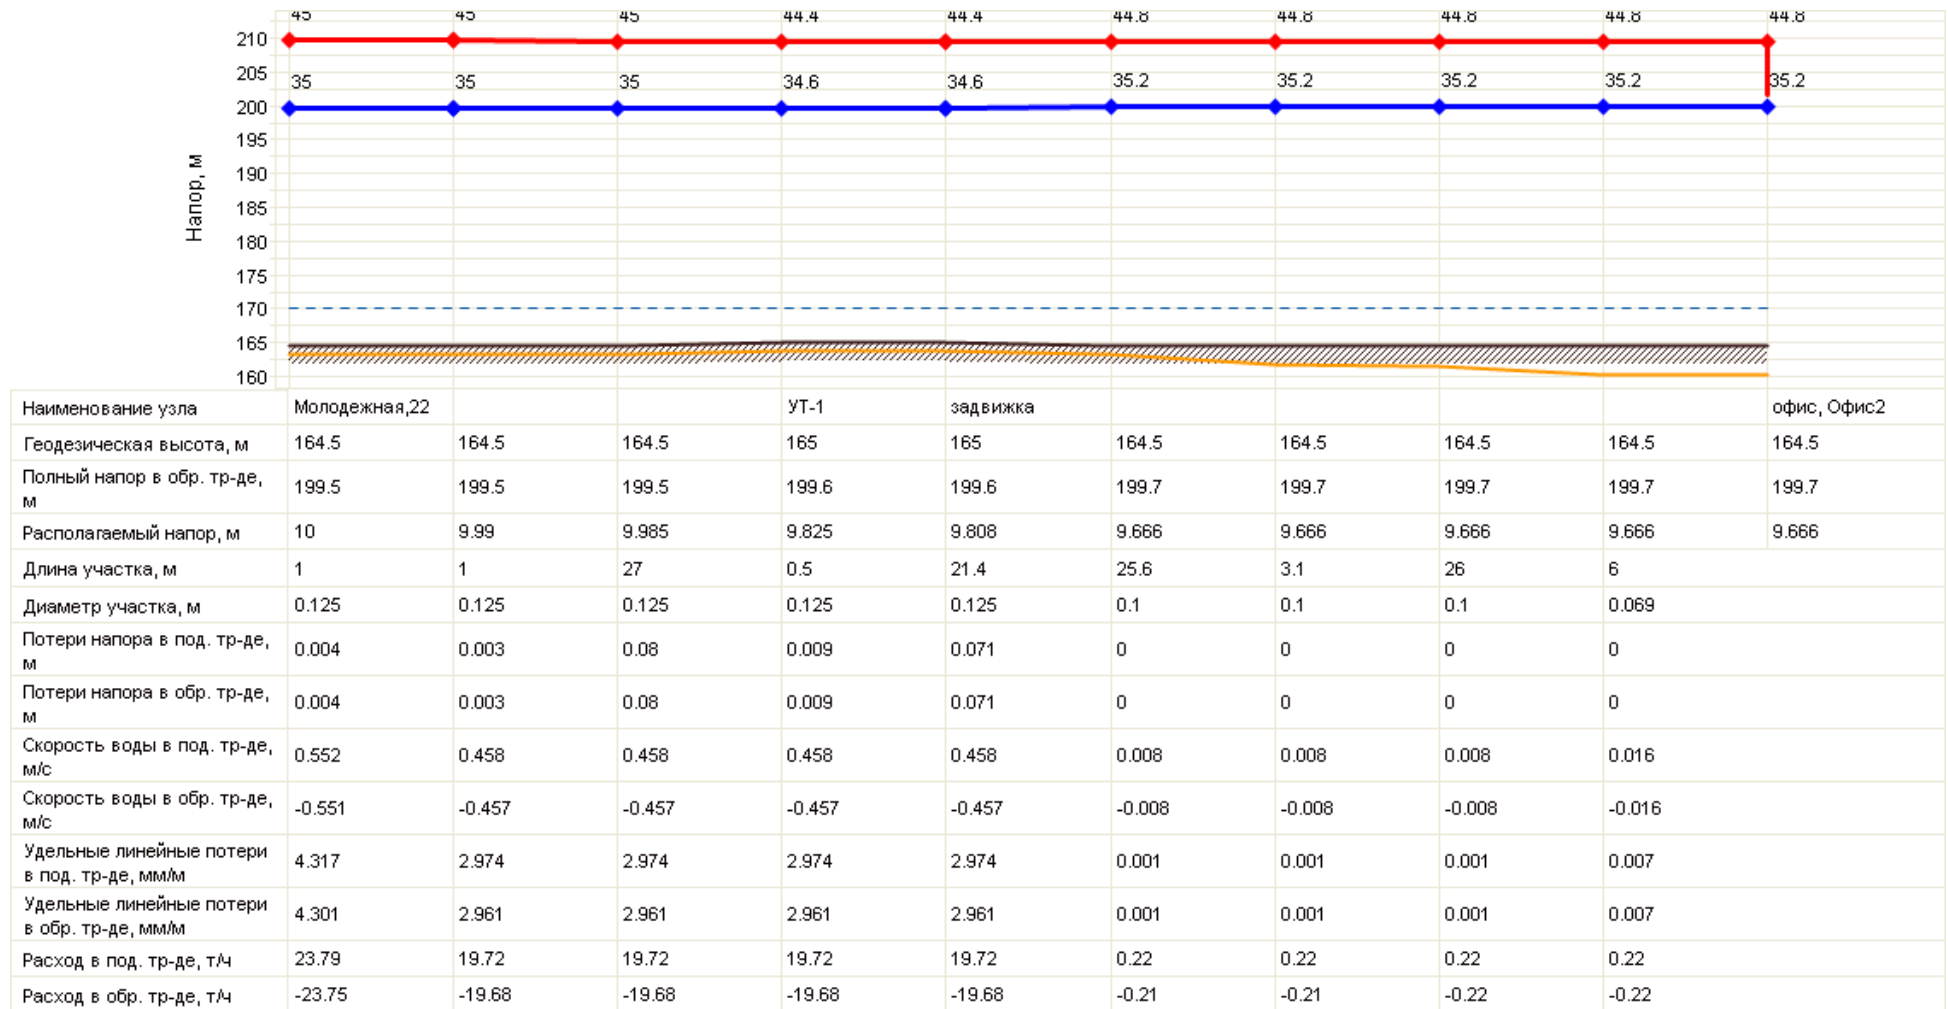 45 45 45 44.4 44.4 44.8 44.8 44.8 44.8 44.8
210
205
35 35 35 34.6 34.6 35.2 35.2 35.2 35.2 35.2
200
195
190
185
180
175
170
165
160
Напор, м
Наименование узла Молодежная,22 УТ-1 задвижка офис, Офис2
Геодезическая высота, м 164.5 164.5 164.5 165 165 164.5 164.5 164.5 164.5 164.5
Полный напор в обр. тр-де,
м 199.5 199.5 199.5 199.6 199.6 199.7 199.7 199.7 199.7 199.7
Располагаемый напор, м 10 9.99 9.985 9.825 9.808 9.666 9.666 9.666 9.666 9.666
Длина участка, м 1 1 27 0.5 21.4 25.6 3.1 26 6
Диаметр участка, м 0.125 0.125 0.125 0.125 0.125 0.1 0.1 0.1 0.069
Потери напора в под. тр-де,
м 0.004 0.003 0.08 0.009 0.071 0 0 0 0
Потери напора в обр. тр-де,
м 0.004 0.003 0.08 0.009 0.071 0 0 0 0
Скорость воды в под. тр-де,
м/с 0.552 0.458 0.458 0.458 0.458 0.008 0.008 0.008 0.016
Скорость воды в обр. тр-де,
м/с -0.551 -0.457 -0.457 -0.457 -0.457 -0.008 -0.008 -0.008 -0.016
Удельные линейные потери
в под. тр-де, мм/м 4.317 2.974 2.974 2.974 2.974 0.001 0.001 0.001 0.007
Удельные линейные потери
в обр. тр-де, мм/м 4.301 2.961 2.961 2.961 2.961 0.001 0.001 0.001 0.007
Расход в под. тр-де, т/ч 23.79 19.72 19.72 19.72 19.72 0.22 0.22 0.22 0.22
Расход в обр. тр-де, т/ч -23.75 -19.68 -19.68 -19.68 -19.68 -0.21 -0.21 -0.22 -0.22